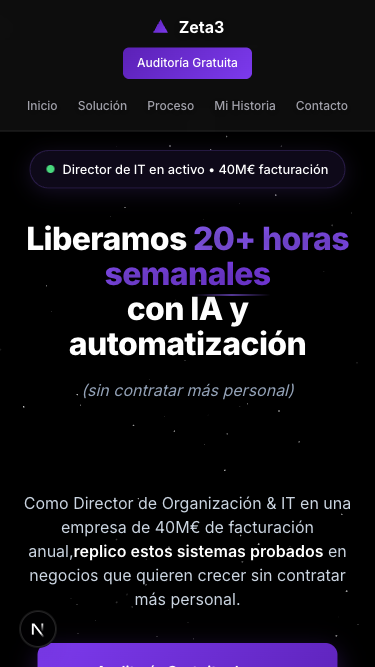 Zeta3
Auditoría Gratuita
Inicio Solución Proceso Mi Historia Contacto
Director de IT en activo • 40M€ facturación
Liberamos 20+ horas
semanales
con IA y
automatización
(sin contratar más personal)
Como Director de Organización & IT en una
empresa de 40M€ de facturación
anual,replico estos sistemas probados en
negocios que quieren crecer sin contratar
más personal.
N